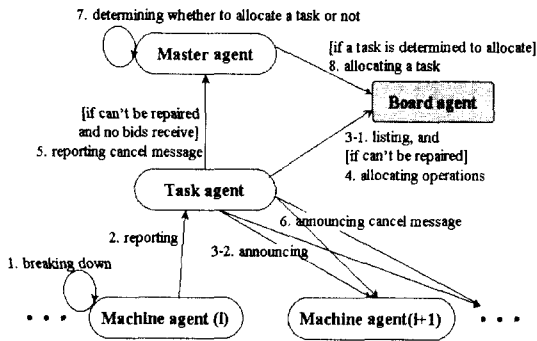 7. determining whether to allocate a task or not
Master agent
[if a task is determined to allocate]
8. allocating a task
Board agent
[if can't be repaired
and no bids receive]
5. reporting cancel message
3-1. listing, and
[if can't be repaired]
4. allocating operations
Task agent
6. announcing cancel message
2. reporting
3-2. announcing
1. breaking down
• • •
Machine agent (i)
Machine agent(i+1)
• • •